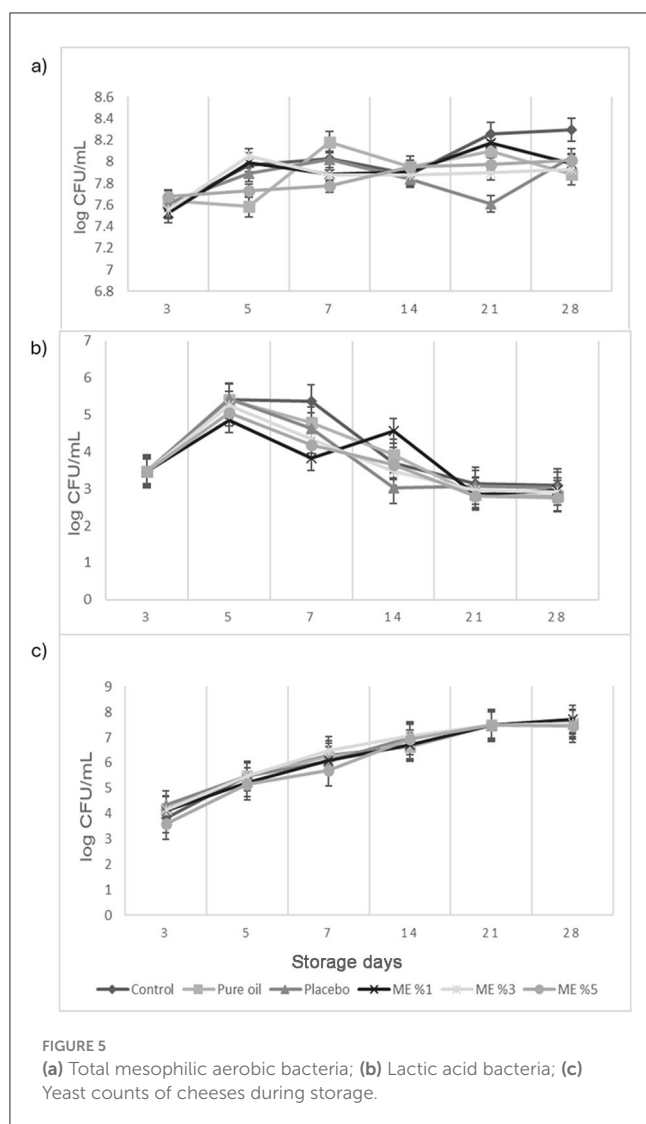 a)
8.6
8.4
8.2
8
7.8
7.6
7.4
7.2
7
6.8
log CFU/mL
3 5 7 14 21 28
b)
7
6
5
4
3
2
1
0
log CFU/mL
3 5 7 14 21 28
c)
9
8
7
6
5
4
3
2
1
0
log CFU/mL
3 5 7 14 21 28
Storage days
Control Pure oil Placebo ME %1 ME %3 ME %5
FIGURE 5
(a) Total mesophilic aerobic bacteria; (b) Lactic acid bacteria; (c)
Yeast counts of cheeses during storage.